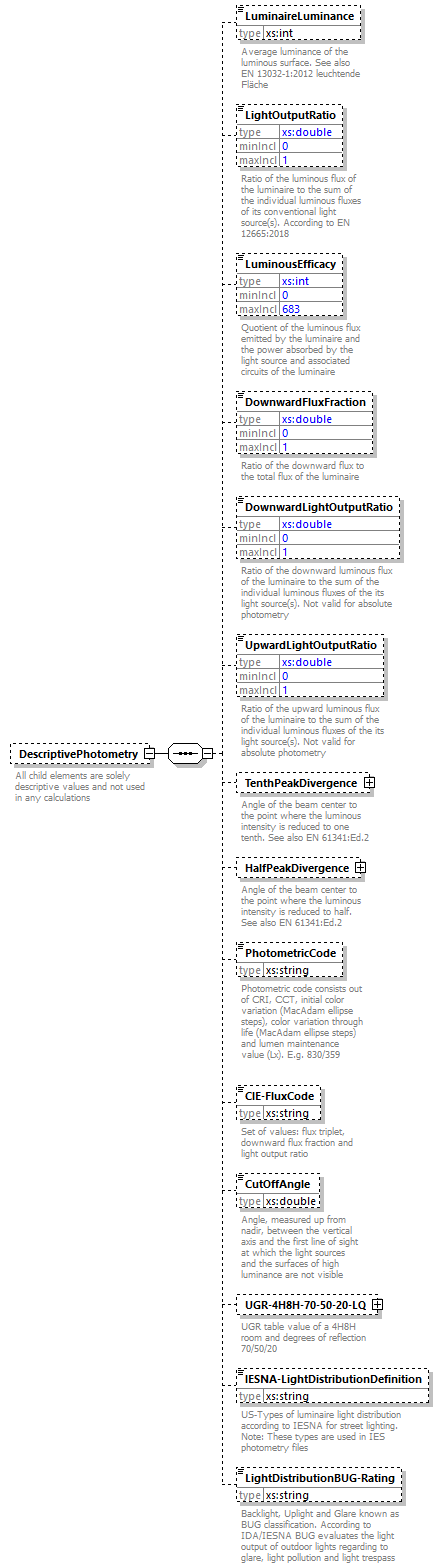 LuminaireLuminance
type xs:int
Average luminance of the
luminous surface. See also
EN 13032-1:2012 leuchtende
Fläche
LightOutputRatio
type xs:double
minIncl 0
maxIncl 1
Ratio of the luminous flux of
the luminaire to the sum of
the individual luminous fluxes
of its conventional light
source(s). According to EN
12665:2018
LuminousEfficacy
type xs:int
minIncl 0
maxIncl 683
Quotient of the luminous flux
emitted by the luminaire and
the power absorbed by the
light source and associated
circuits of the luminaire
DownwardFluxFraction
type xs:double
minIncl 0
maxIncl 1
Ratio of the downward flux to
the total flux of the luminaire
DownwardLightOutputRatio
type xs:double
minIncl 0
maxIncl 1
Ratio of the downward luminous flux
of the luminaire to the sum of the
individual luminous fluxes of the its
light source(s). Not valid for absolute
photometry
UpwardLightOutputRatio
type xs:double
minIncl 0
maxIncl 1
Ratio of the upward luminous flux
of the luminaire to the sum of the
individual luminous fluxes of the its
light source(s). Not valid for
absolute photometry
DescriptivePhotometry
All child elements are solely
descriptive values and not used
in any calculations
TenthPeakDivergence
Angle of the beam center to
the point where the luminous
intensity is reduced to one
tenth. See also EN 61341:Ed.2
HalfPeakDivergence
Angle of the beam center to
the point where the luminous
intensity is reduced to half.
See also EN 61341:Ed.2
PhotometricCode
type xs:string
Photometric code consists out
of CRI, CCT, initial color
variation (MacAdam ellipse
steps), color variation through
life (MacAdam ellipse steps)
and lumen maintenance
value (Lx). E.g. 830/359
CIE-FluxCode
type xs:string
Set of values: flux triplet,
downward flux fraction and
light output ratio
CutOffAngle
type xs:double
Angle, measured up from
nadir, between the vertical
axis and the first line of sight
at which the light sources
and the surfaces of high
luminance are not visible
UGR-4H8H-70-50-20-LQ
UGR table value of a 4H8H
room and degrees of reflection
70/50/20
IESNA-LightDistributionDefinition
type xs:string
US-Types of luminaire light distribution
according to IESNA for street lighting.
Note: These types are used in IES
photometry files
LightDistributionBUG-Rating
type xs:string
Backlight, Uplight and Glare known as
BUG classification. According to
IDA/IESNA BUG evaluates the light
output of outdoor lights regarding to
glare, light pollution and light trespass